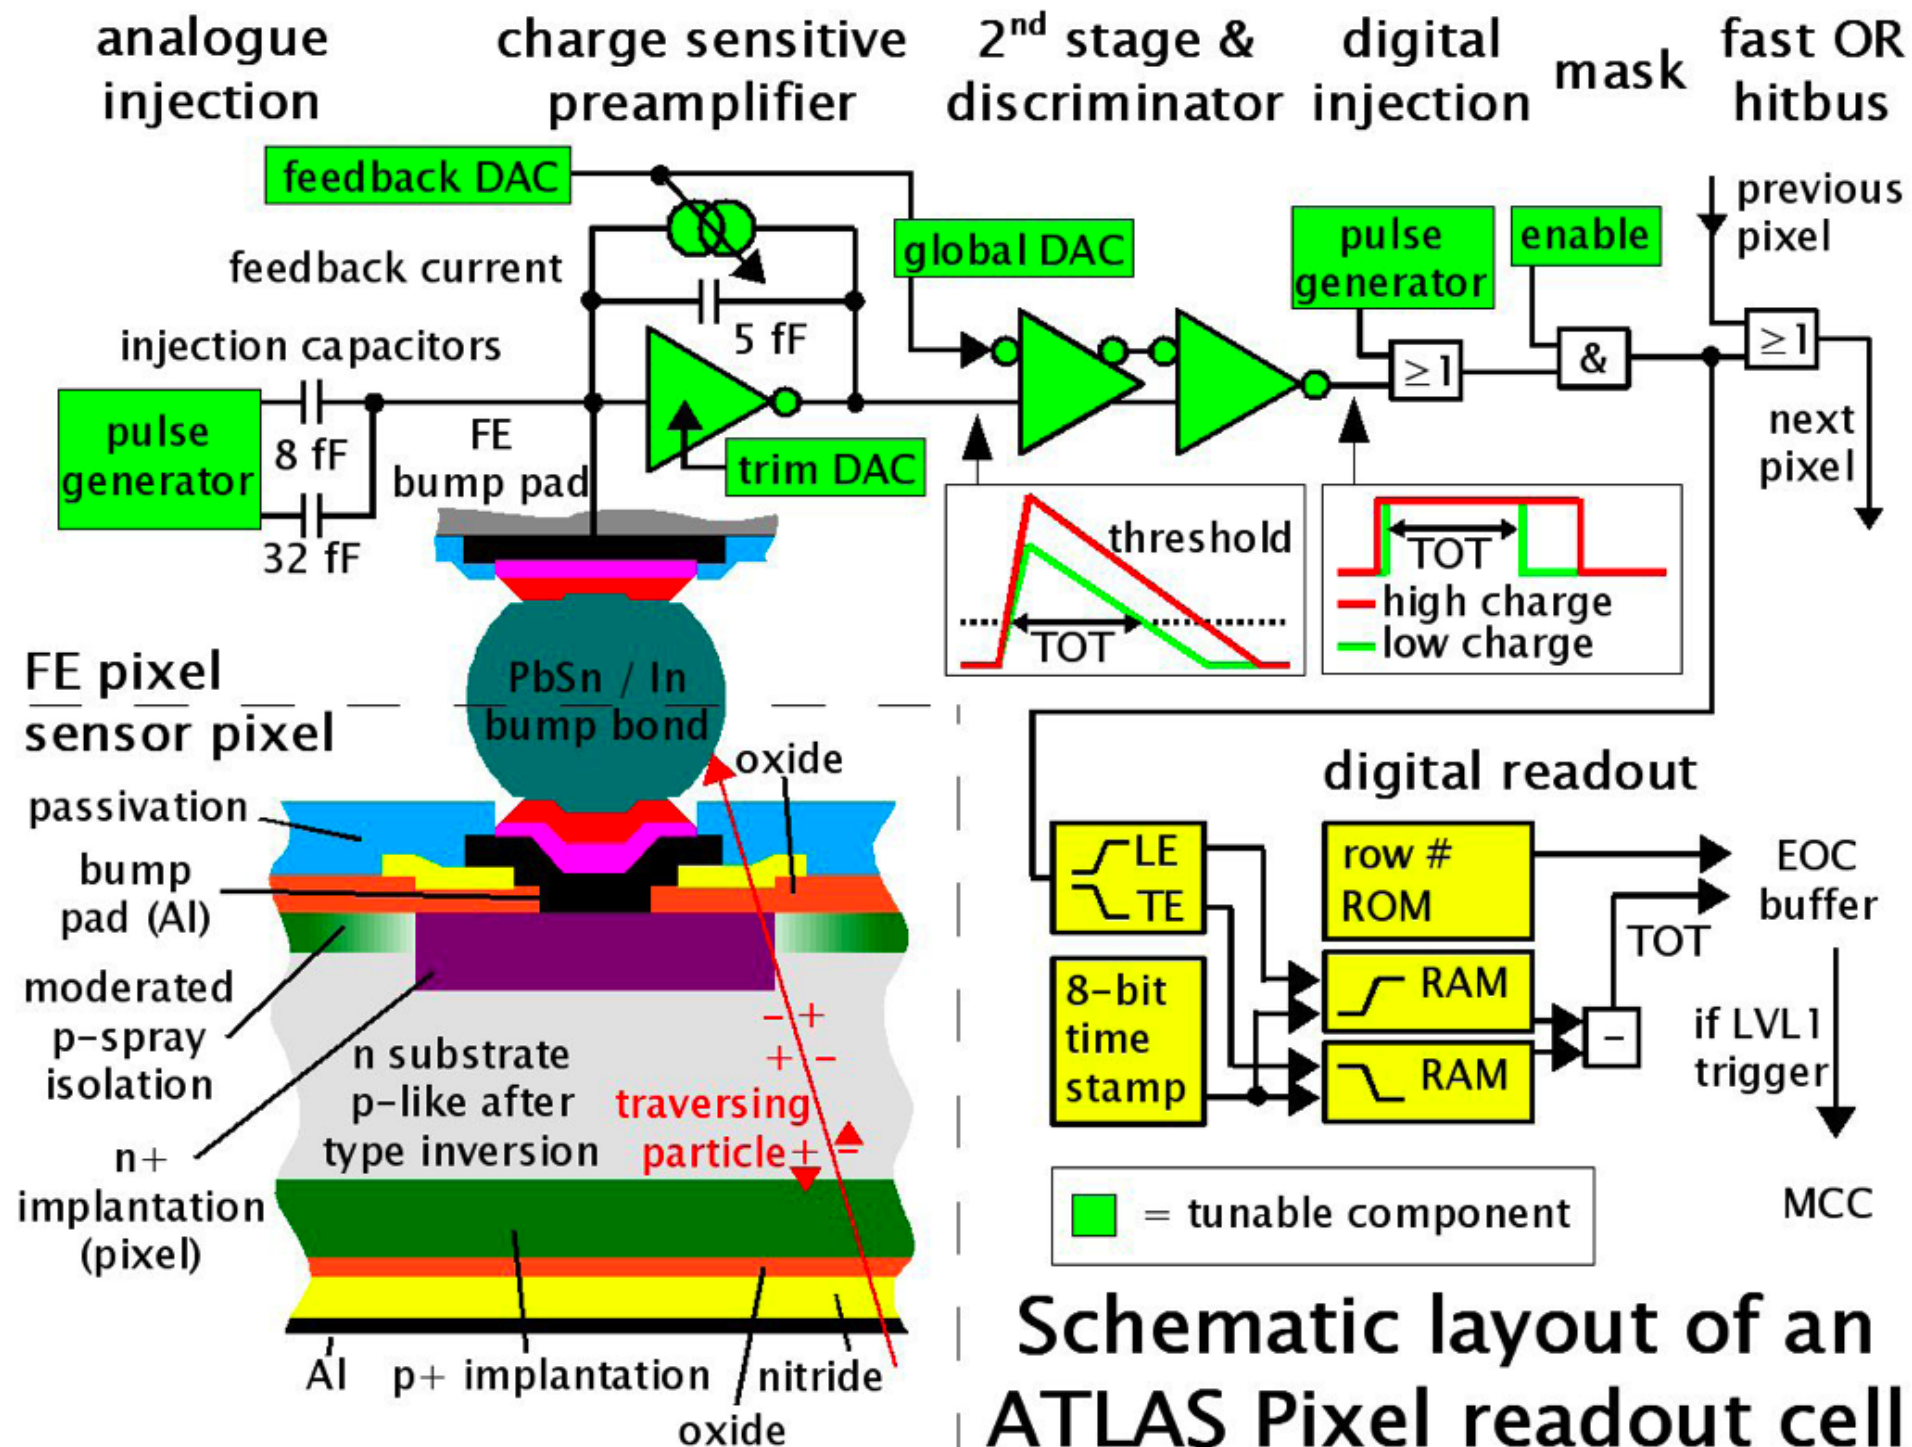 analogue
injection
charge sensitive
preamplifier
2nd stage &
discriminator
digital
injection
mask
fast OR
hitbus
feedback DAC
feedback current
global DAC
pulse
generator
enable
previous
pixel
injection capacitors
5 fF
≥1
&
≥1
pulse
generator
8 fF
32 fF
FE
bump pad
trim DAC
next
pixel
threshold
TOT
TOT
high charge
low charge
FE pixel
sensor pixel
PbSn / In
bump bond
oxide
passivation
bump
pad (Al)
moderated
p-spray
isolation
n+
implantation
(pixel)
n substrate
p-like after
type inversion
traversing
particle
- +
+ -
+ -
Al
p+ implantation
nitride
oxide
digital readout
LE
TE
row #
ROM
EOC
buffer
TOT
8-bit
time
stamp
RAM
RAM
-
if LVL1
trigger
MCC
= tunable component
Schematic layout of an
ATLAS Pixel readout cell